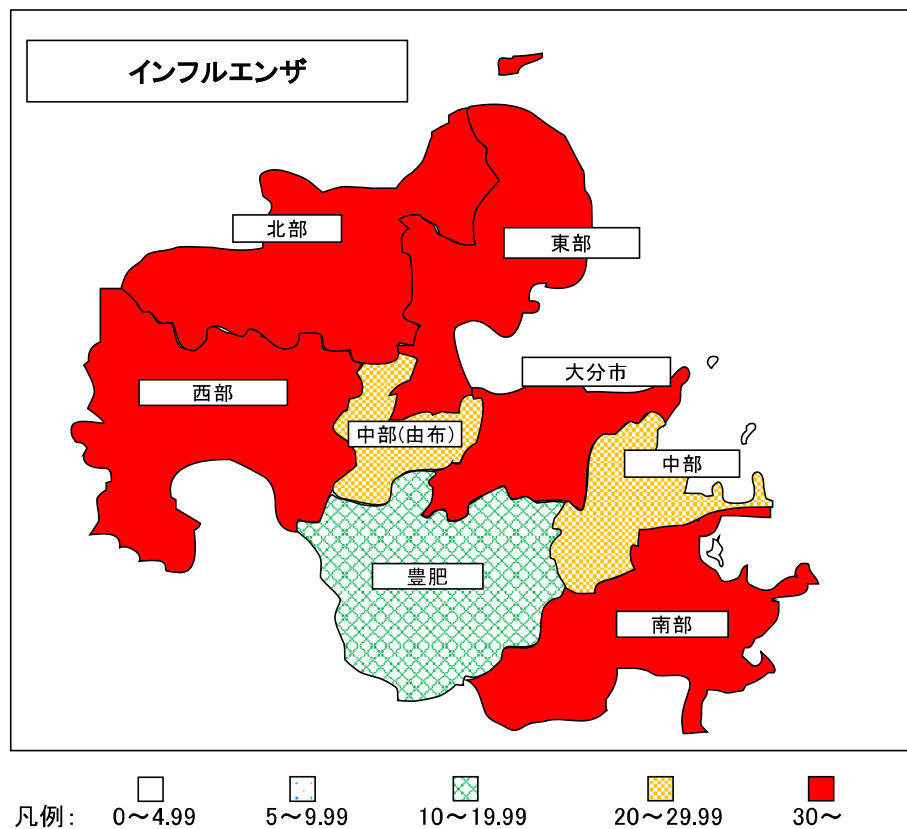 インフルエンザ
北部
東部
大分市
西部
中部(由布)
中部
豊肥
南部
凡例: 0～4.99 5～9.99 10～19.99 20～29.99 30～